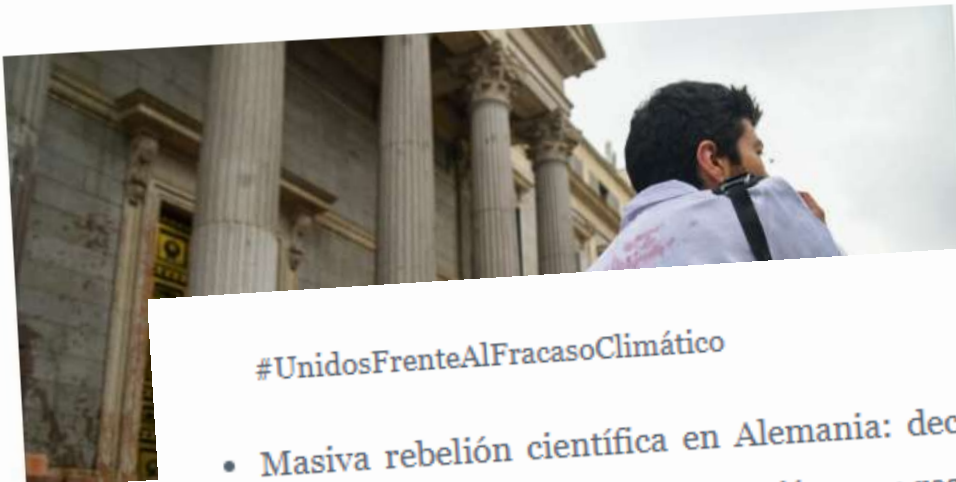 #UnidosFrenteAlFracasoClimático
• Masiva rebelión científica en Alemania: